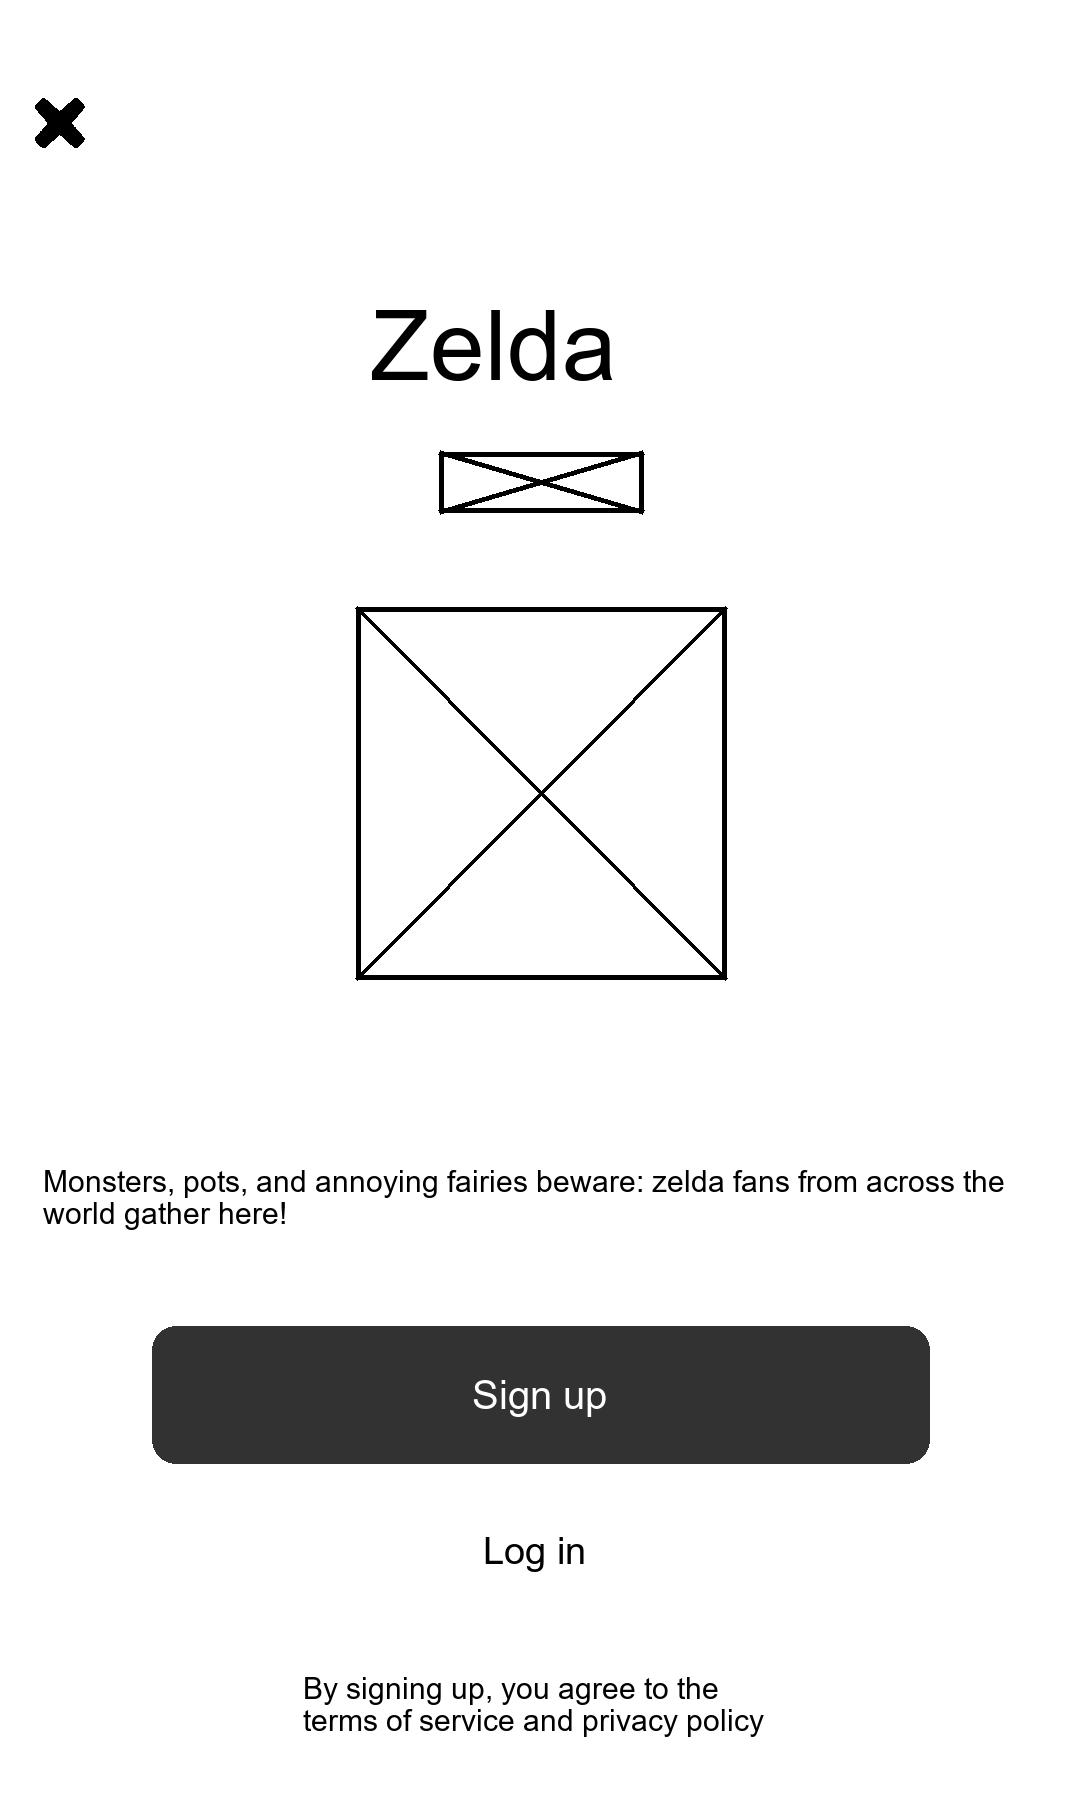 Zelda
Monsters, pots, and annoying fairies beware: zelda fans from across the
world gather here!
Sign up
Log in
By signing up, you agree to the
terms of service and privacy policy